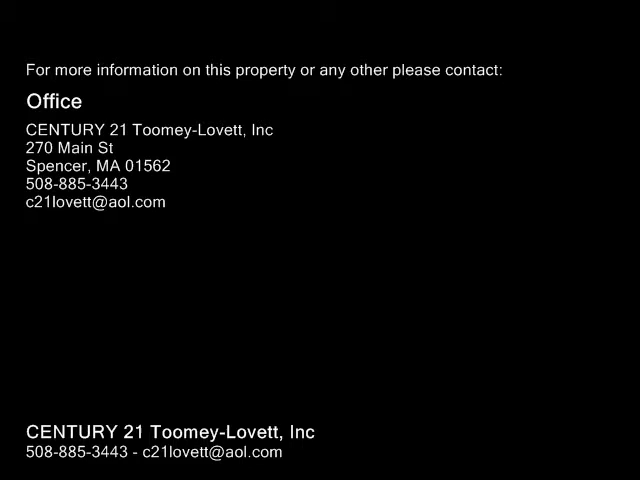 For more information on this property or any other please contact:
Office
CENTURY 21 Toomey-Lovett, Inc
270 Main St
Spencer, MA 01562
508-885-3443
c21lovett@aol.com
CENTURY 21 Toomey-Lovett, Inc
508-885-3443 - c21lovett@aol.com